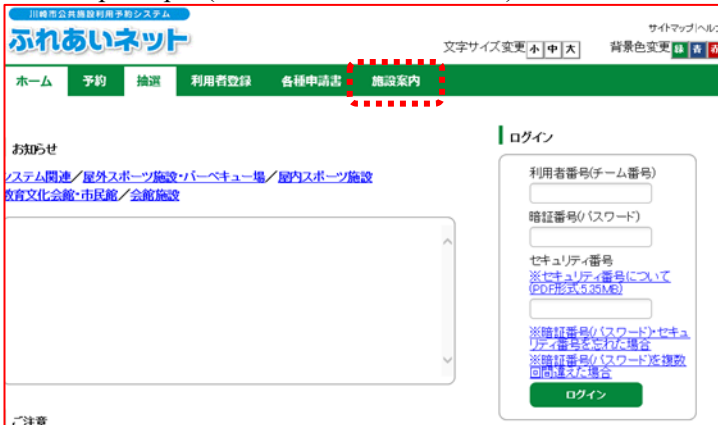 川崎市公共施設利用予約システム
ふれあいネット
サイトマップ|ヘル
文字サイズ変更 小 中 大 背景色変更 緑 青
ホーム 予約 抽選 利用者登録 各種申請書 施設案内
お知らせ
システム関連／屋外スポーツ施設・バーベキュー場／屋内スポーツ施設
教育文化会館・市民館／会館施設
ログイン
利用者番号(チーム番号)
暗証番号(パスワード)
セキュリティ番号
※セキュリティ番号について
(PDF形式,5.35MB)
※暗証番号(パスワード)・セキュ
リティ番号を忘れた場合
※暗証番号(パスワード)を複数
回間違えた場合
ログイン
ご注意